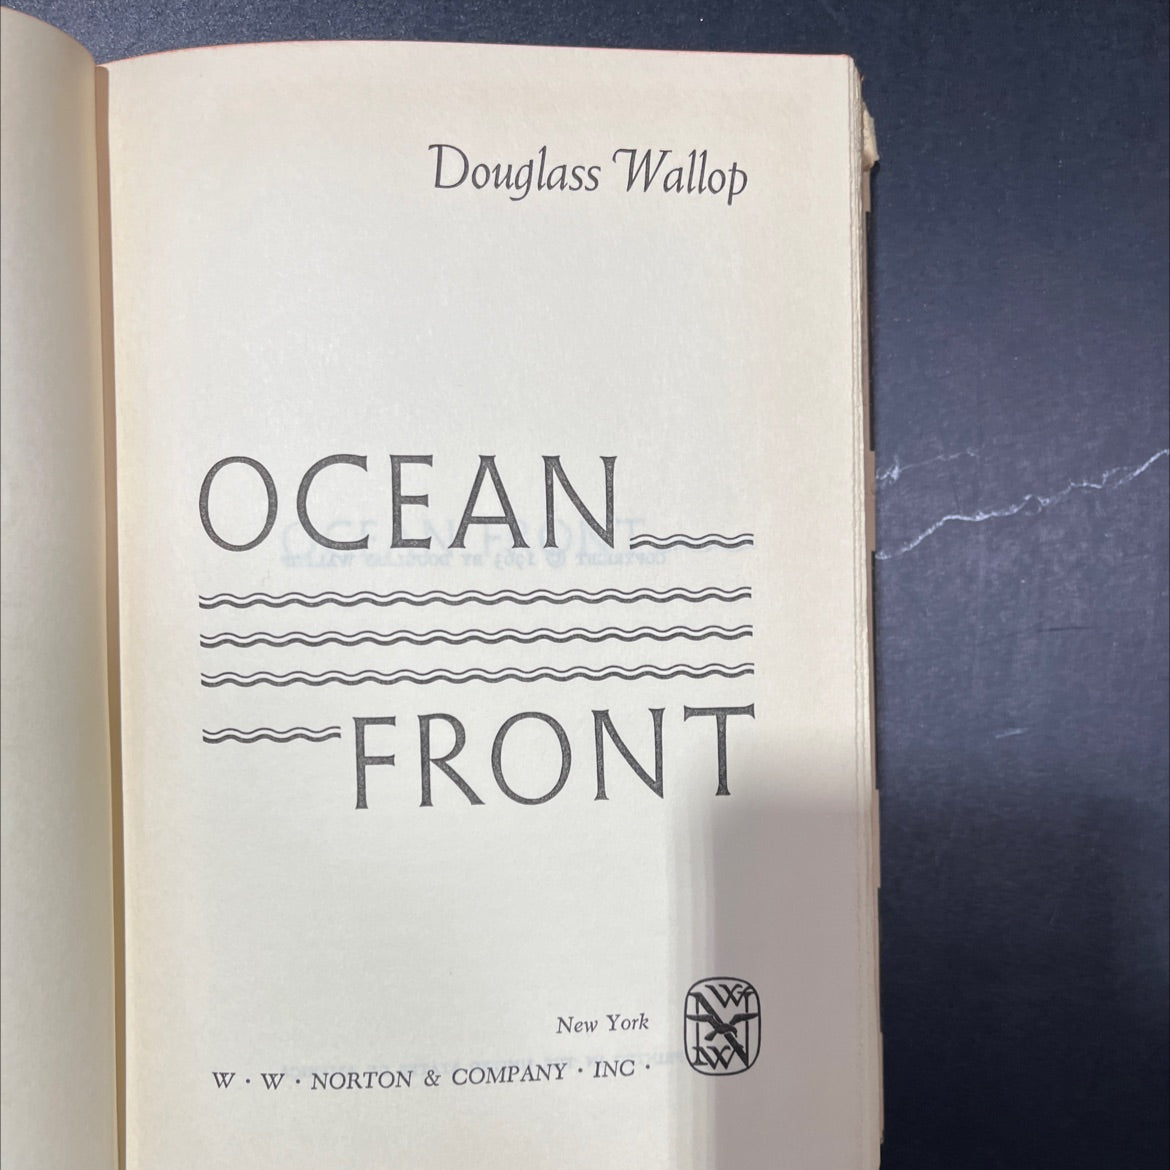 Douglass Wallop
OCEAN
FRONT
New York
W · W · NORTON & COMPANY · INC ·